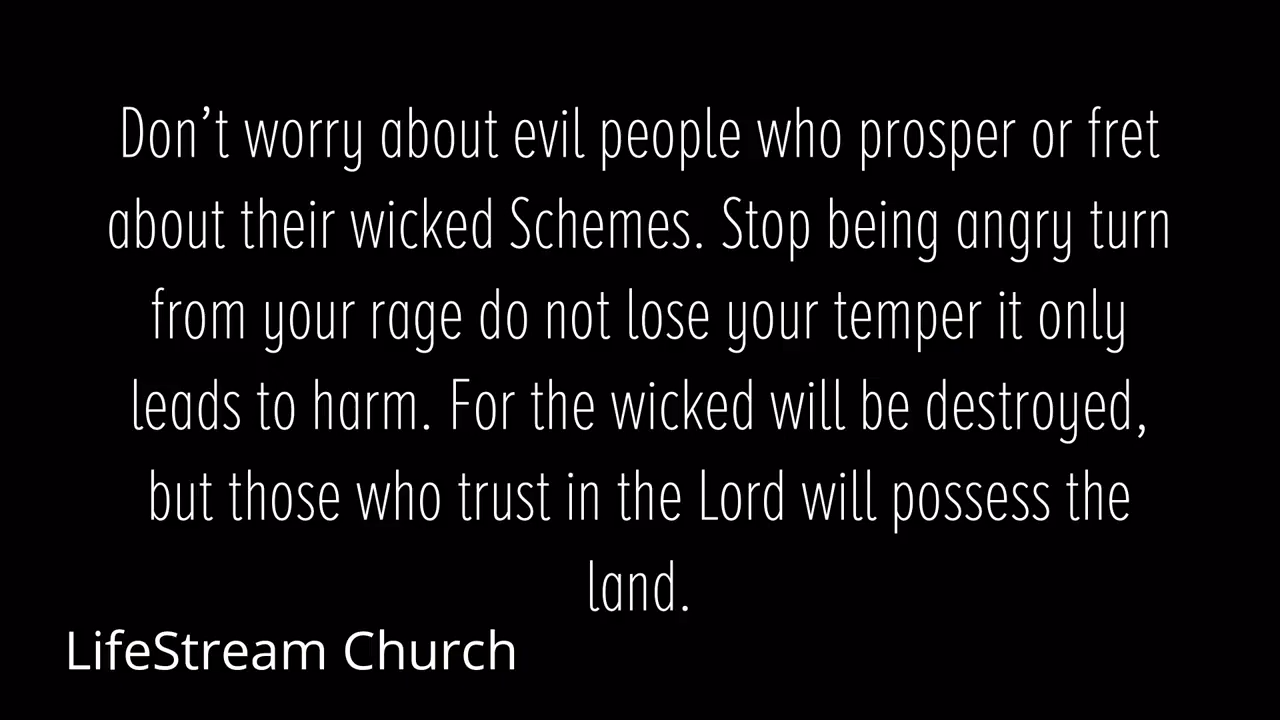 Don’t worry about evil people who prosper or fret
about their wicked Schemes. Stop being angry turn
from your rage do not lose your temper it only
leads to harm. For the wicked will be destroyed,
but those who trust in the Lord will possess the
land.
LifeStream Church